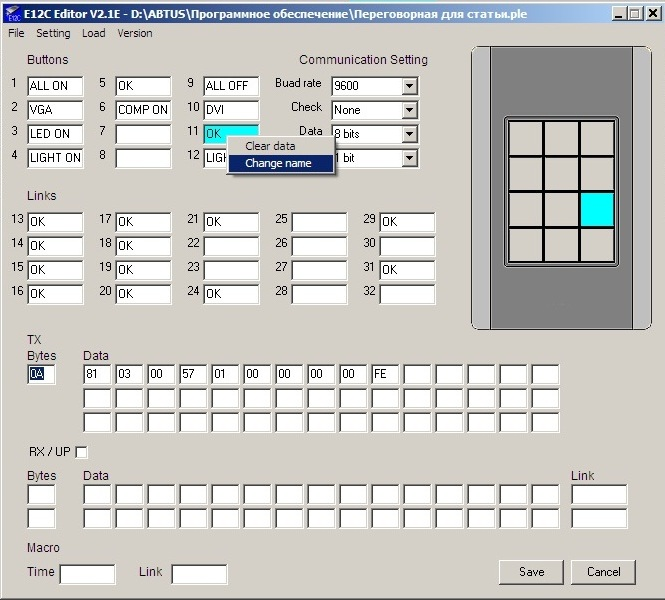 E12C Editor V2.1E - D:\ABTUS\Программное обеспечение\Переговорная для статьи.ple
File Setting Load Version
Buttons Communication Setting
1 ALL ON 5 OK 9 ALL OFF Buad rate 9600
2 VGA 6 COMP ON 10 DVI Check None
3 LED ON 7 11 OK Data 8 bits
Clear data
4 LIGHT ON 8 12 1 bit
Change name
Links
13 OK 17 OK 21 OK 25 29 OK
14 OK 18 OK 22 OK 26 30
15 OK 19 OK 23 27 31 OK
16 OK 20 OK 24 OK 28 32
TX
Bytes Data
0A 81 03 00 57 01 00 00 00 00 FE
RX / UP
Bytes Data Link
Macro
Time Link Save Cancel